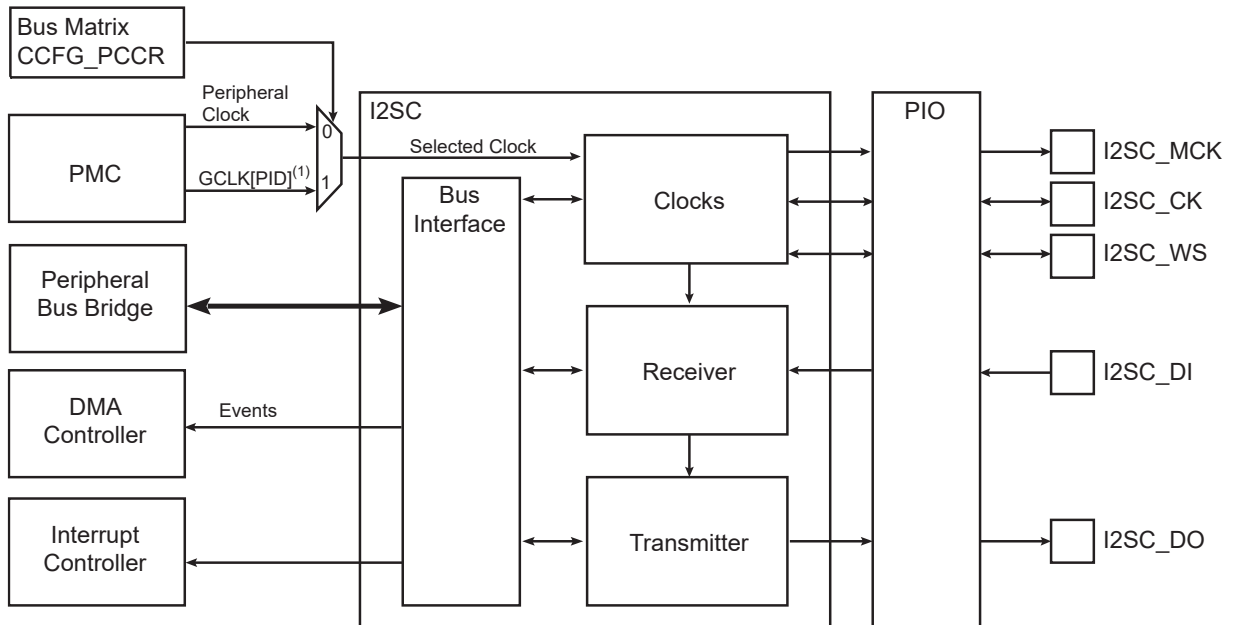 Bus Matrix
CCFG_PCCR
Peripheral
Clock
PMC
GCLK[PID](1)
0
1
I2SC
Selected Clock
Clocks
Bus
Interface
PIO
I2SC_MCK
I2SC_CK
I2SC_WS
Peripheral
Bus Bridge
Receiver
I2SC_DI
DMA
Controller
Events
Interrupt
Controller
Transmitter
I2SC_DO